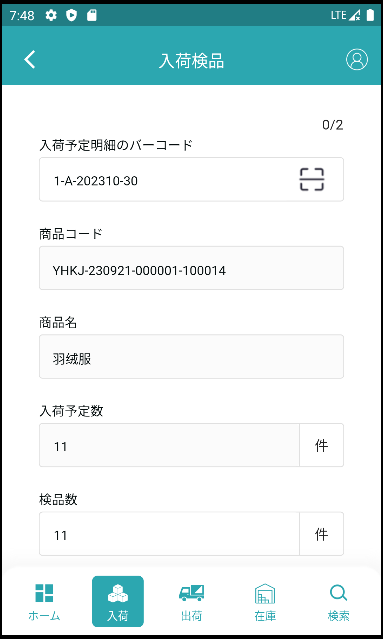 7:48
LTE
入荷検品
0/2
入荷予定明細のバーコード
1-A-202310-30
商品コード
YHKJ-230921-000001-100014
商品名
羽绒服
入荷予定数
11 件
検品数
11 件
ホーム 入荷 出荷 在庫 検索